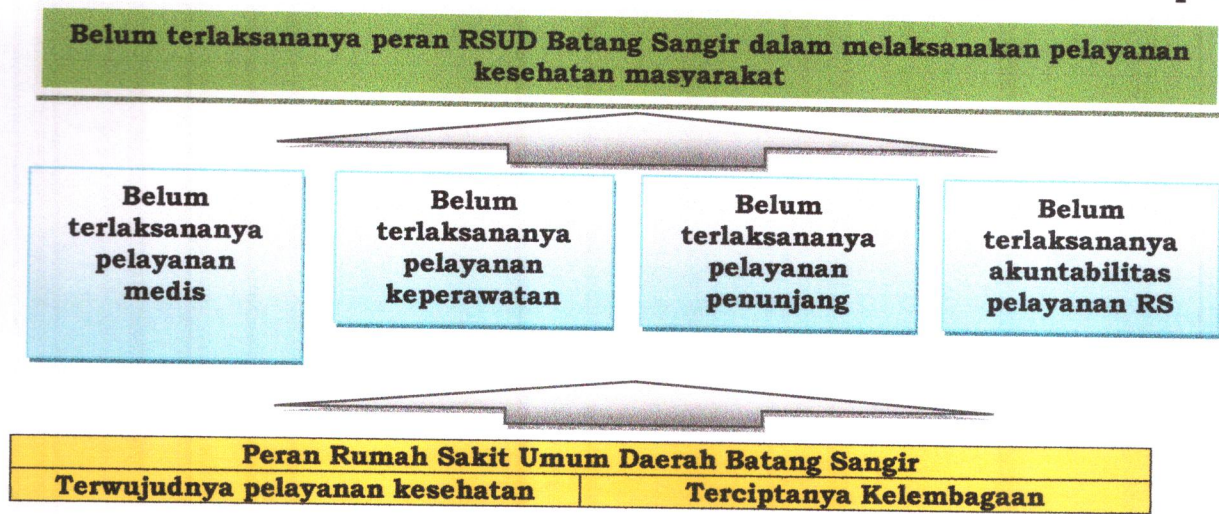 Belum terlaksananya peran RSUD Batang Sangir dalam melaksanakan pelayanan
kesehatan masyarakat
Belum
terlaksananya
pelayanan
medis
Belum
terlaksananya
pelayanan
keperawatan
Belum
terlaksananya
pelayanan
penunjang
Belum
terlaksananya
akuntabilitas
pelayanan RS
Peran Rumah Sakit Umum Daerah Batang Sangir
Terwujudnya pelayanan kesehatan
Terciptanya Kelembagaan